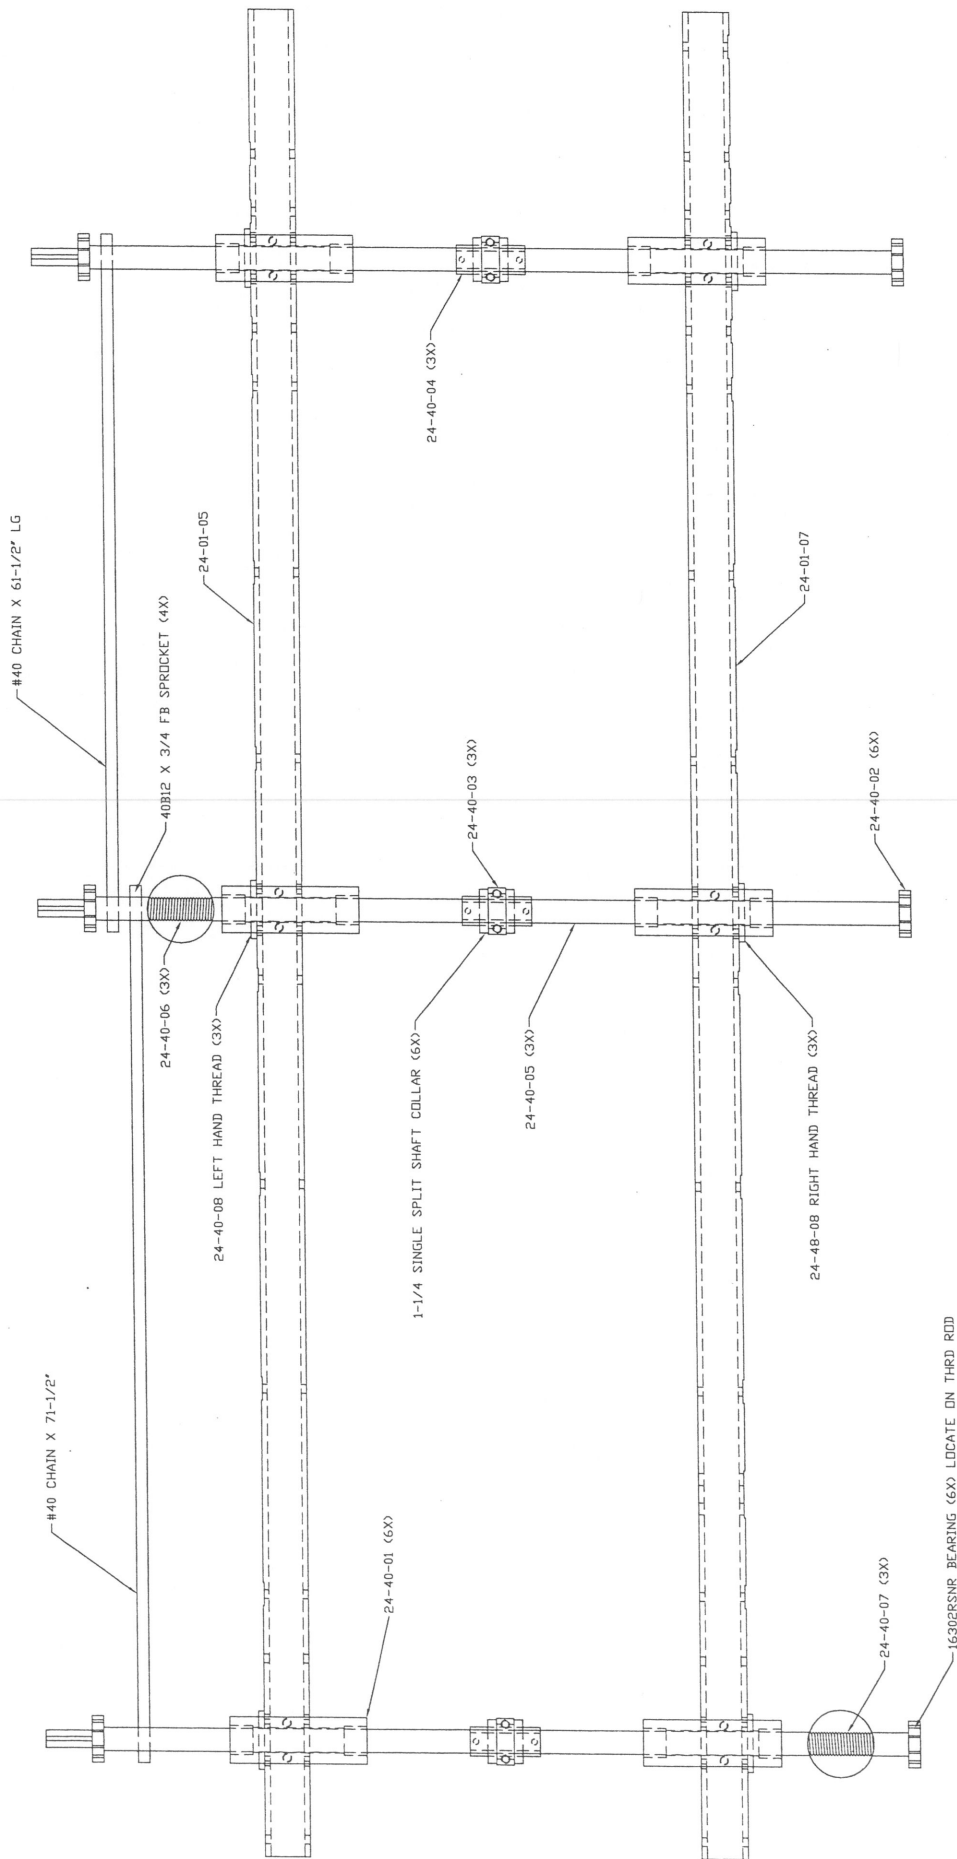 #40 CHAIN X 71-1/2"
#40 CHAIN X 61-1/2" LG
40B12 X 3/4 FB SPROCKET (4X)
24-01-05
24-40-06 (3X)
24-40-08 LEFT HAND THREAD (3X)
24-40-01 (6X)
24-40-04 (3X)
24-40-03 (3X)
1-1/4 SINGLE SPLIT SHAFT COLLAR (6X)
24-40-05 (3X)
24-01-07
24-48-08 RIGHT HAND THREAD (3X)
24-40-02 (6X)
24-40-07 (3X)
16302RSNR BEARING (6X) LOCATE ON THRD ROD